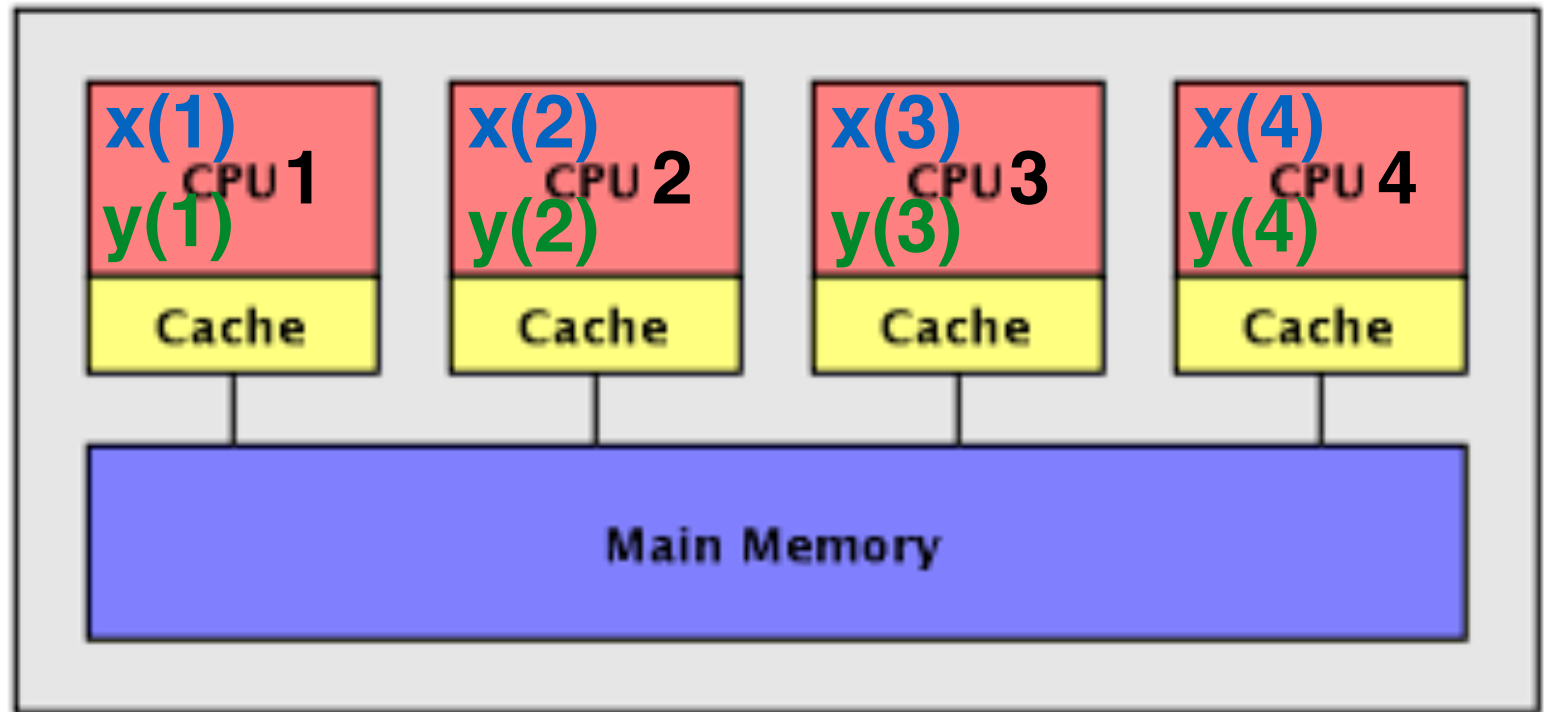 x(1) x(2) x(3) x(4)
CPU 1 CPU 2 CPU 3 CPU 4
y(1) y(2) y(3) y(4)
Cache Cache Cache Cache
Main Memory